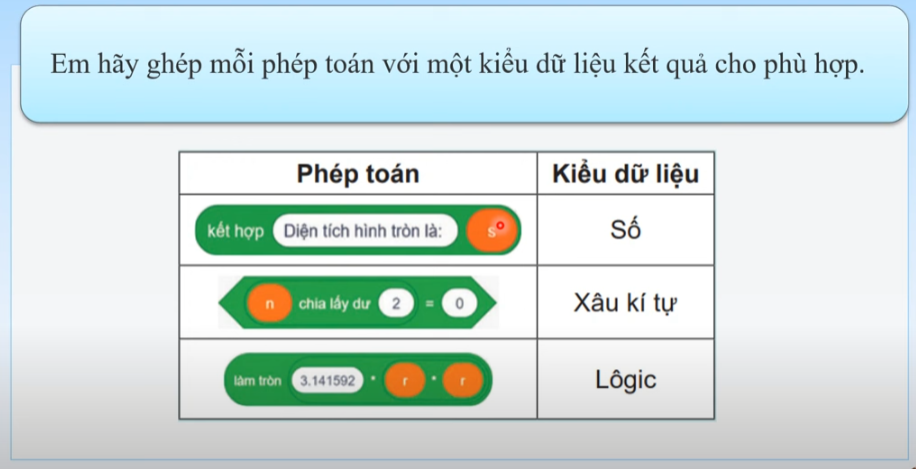 Em hãy ghép mỗi phép toán với một kiểu dữ liệu kết quả cho phù hợp.
Phép toán Kiểu dữ liệu
kết hợp Diện tích hình tròn là: s Số
n chia lấy dư 2 = 0 Xâu kí tự
làm tròn 3.141592 * r * r Lôgic